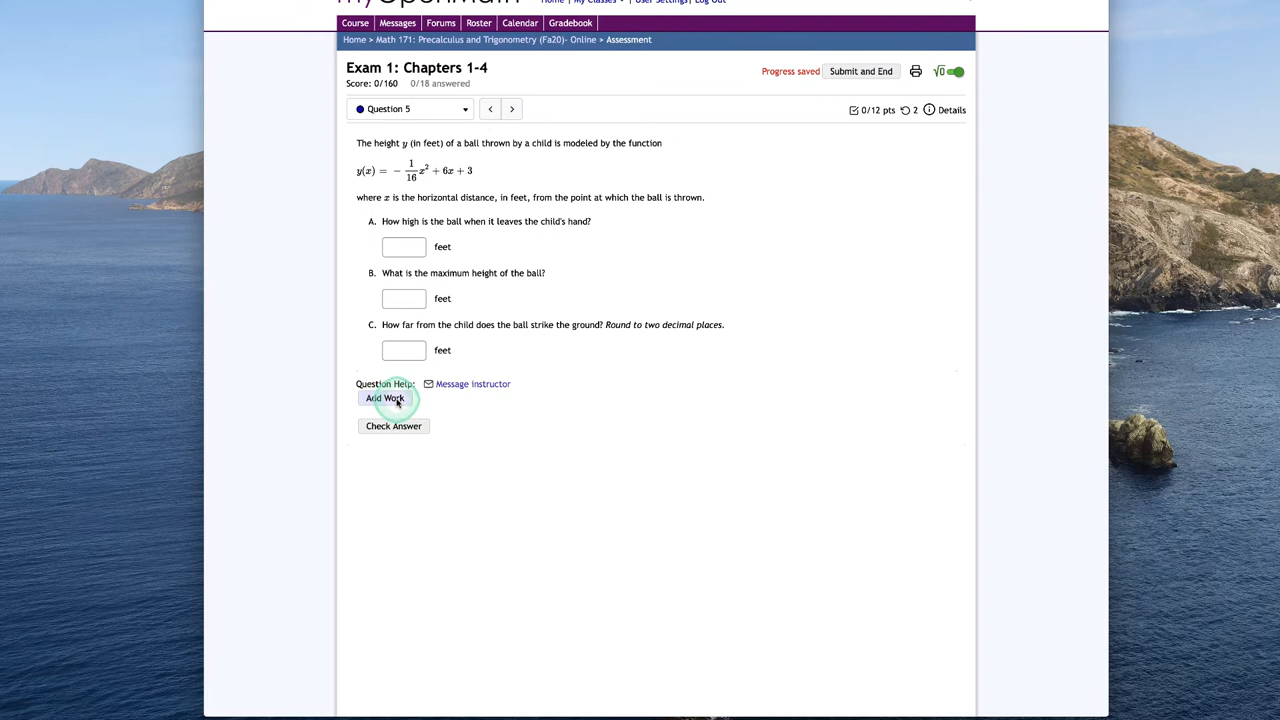 Home | My Classes | User Settings | Log Out
Course Messages Forums Roster Calendar Gradebook
Home > Math 171: Precalculus and Trigonometry (Fa20)- Online > Assessment
Exam 1: Chapters 1-4
Progress saved Submit and End √0
Score: 0/160 0/18 answered
Question 5 < > 0/12 pts 2 Details
The height y (in feet) of a ball thrown by a child is modeled by the function
y(x) = − 1/16 x² + 6x + 3
where x is the horizontal distance, in feet, from the point at which the ball is thrown.
A. How high is the ball when it leaves the child's hand?
feet
B. What is the maximum height of the ball?
feet
C. How far from the child does the ball strike the ground? Round to two decimal places.
feet
Question Help: Message instructor
Add Work
Check Answer